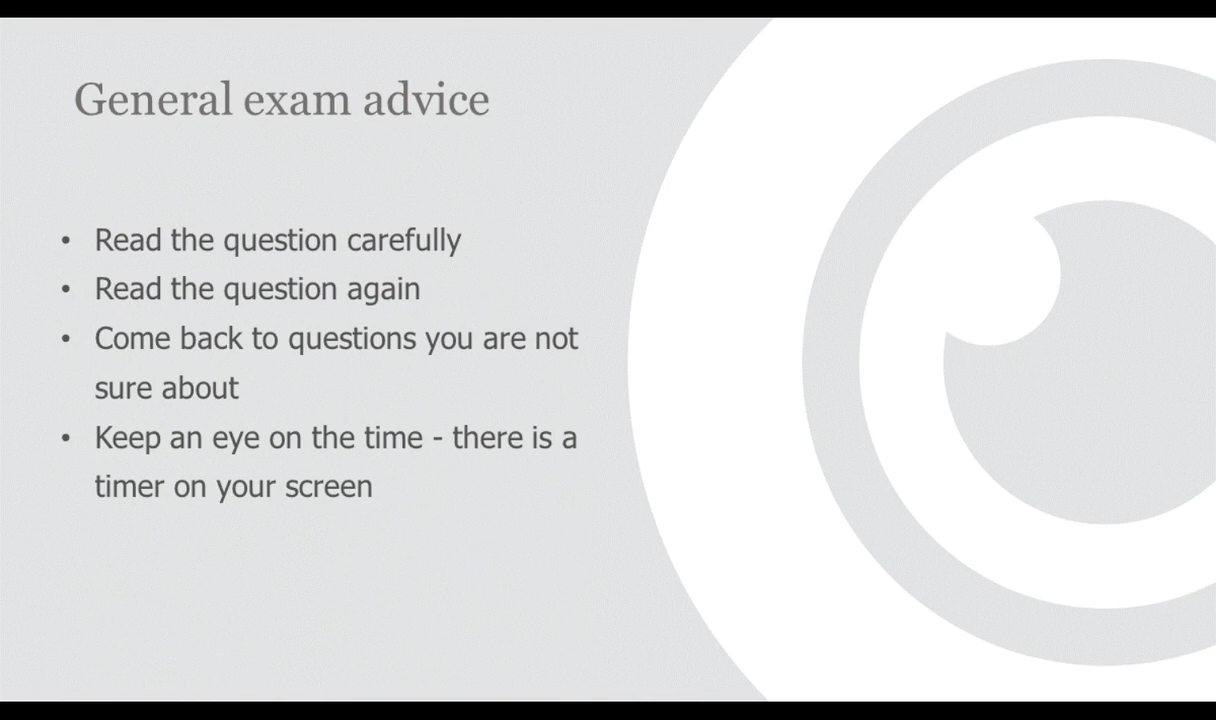 General exam advice
• Read the question carefully
• Read the question again
• Come back to questions you are not
sure about
• Keep an eye on the time - there is a
timer on your screen